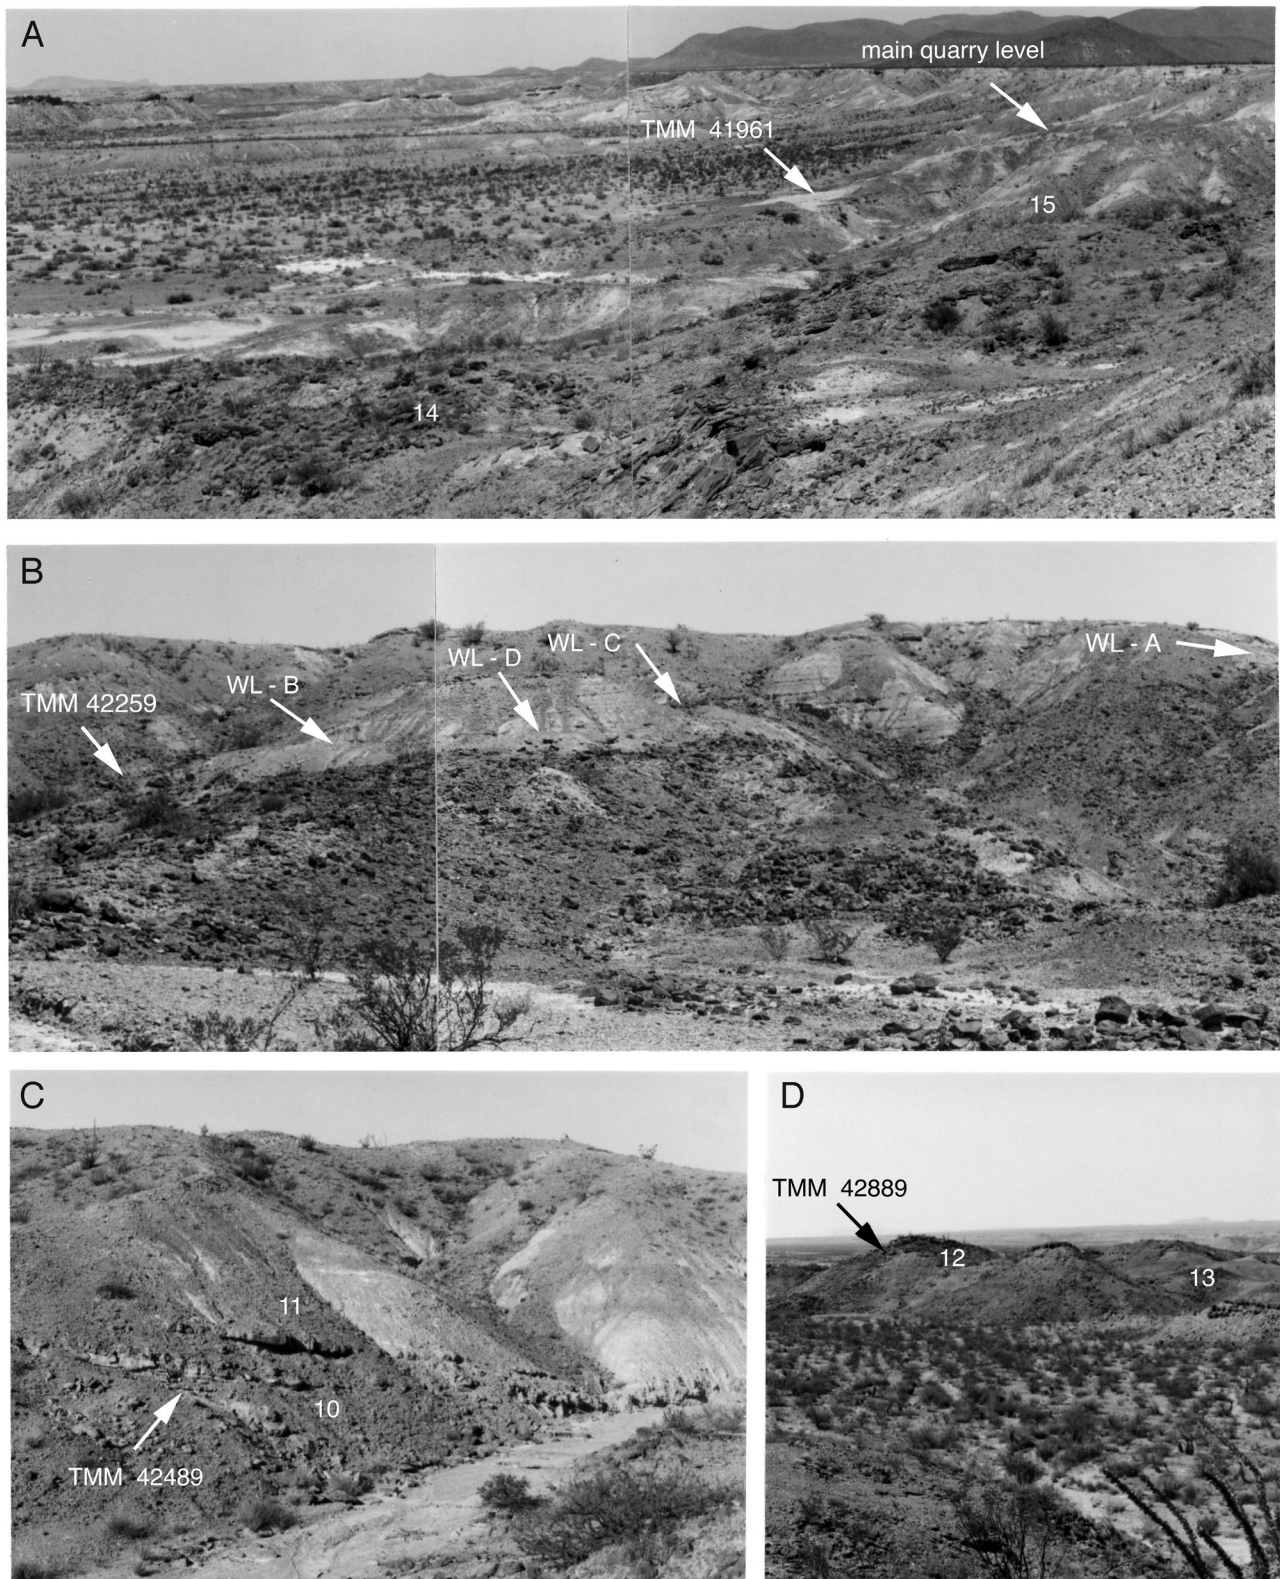 A
main quarry level
TMM 41961
15
14
B
WL - A
WL - C
WL - D
WL - B
TMM 42259
C
11
10
TMM 42489
D
TMM 42889
12
13